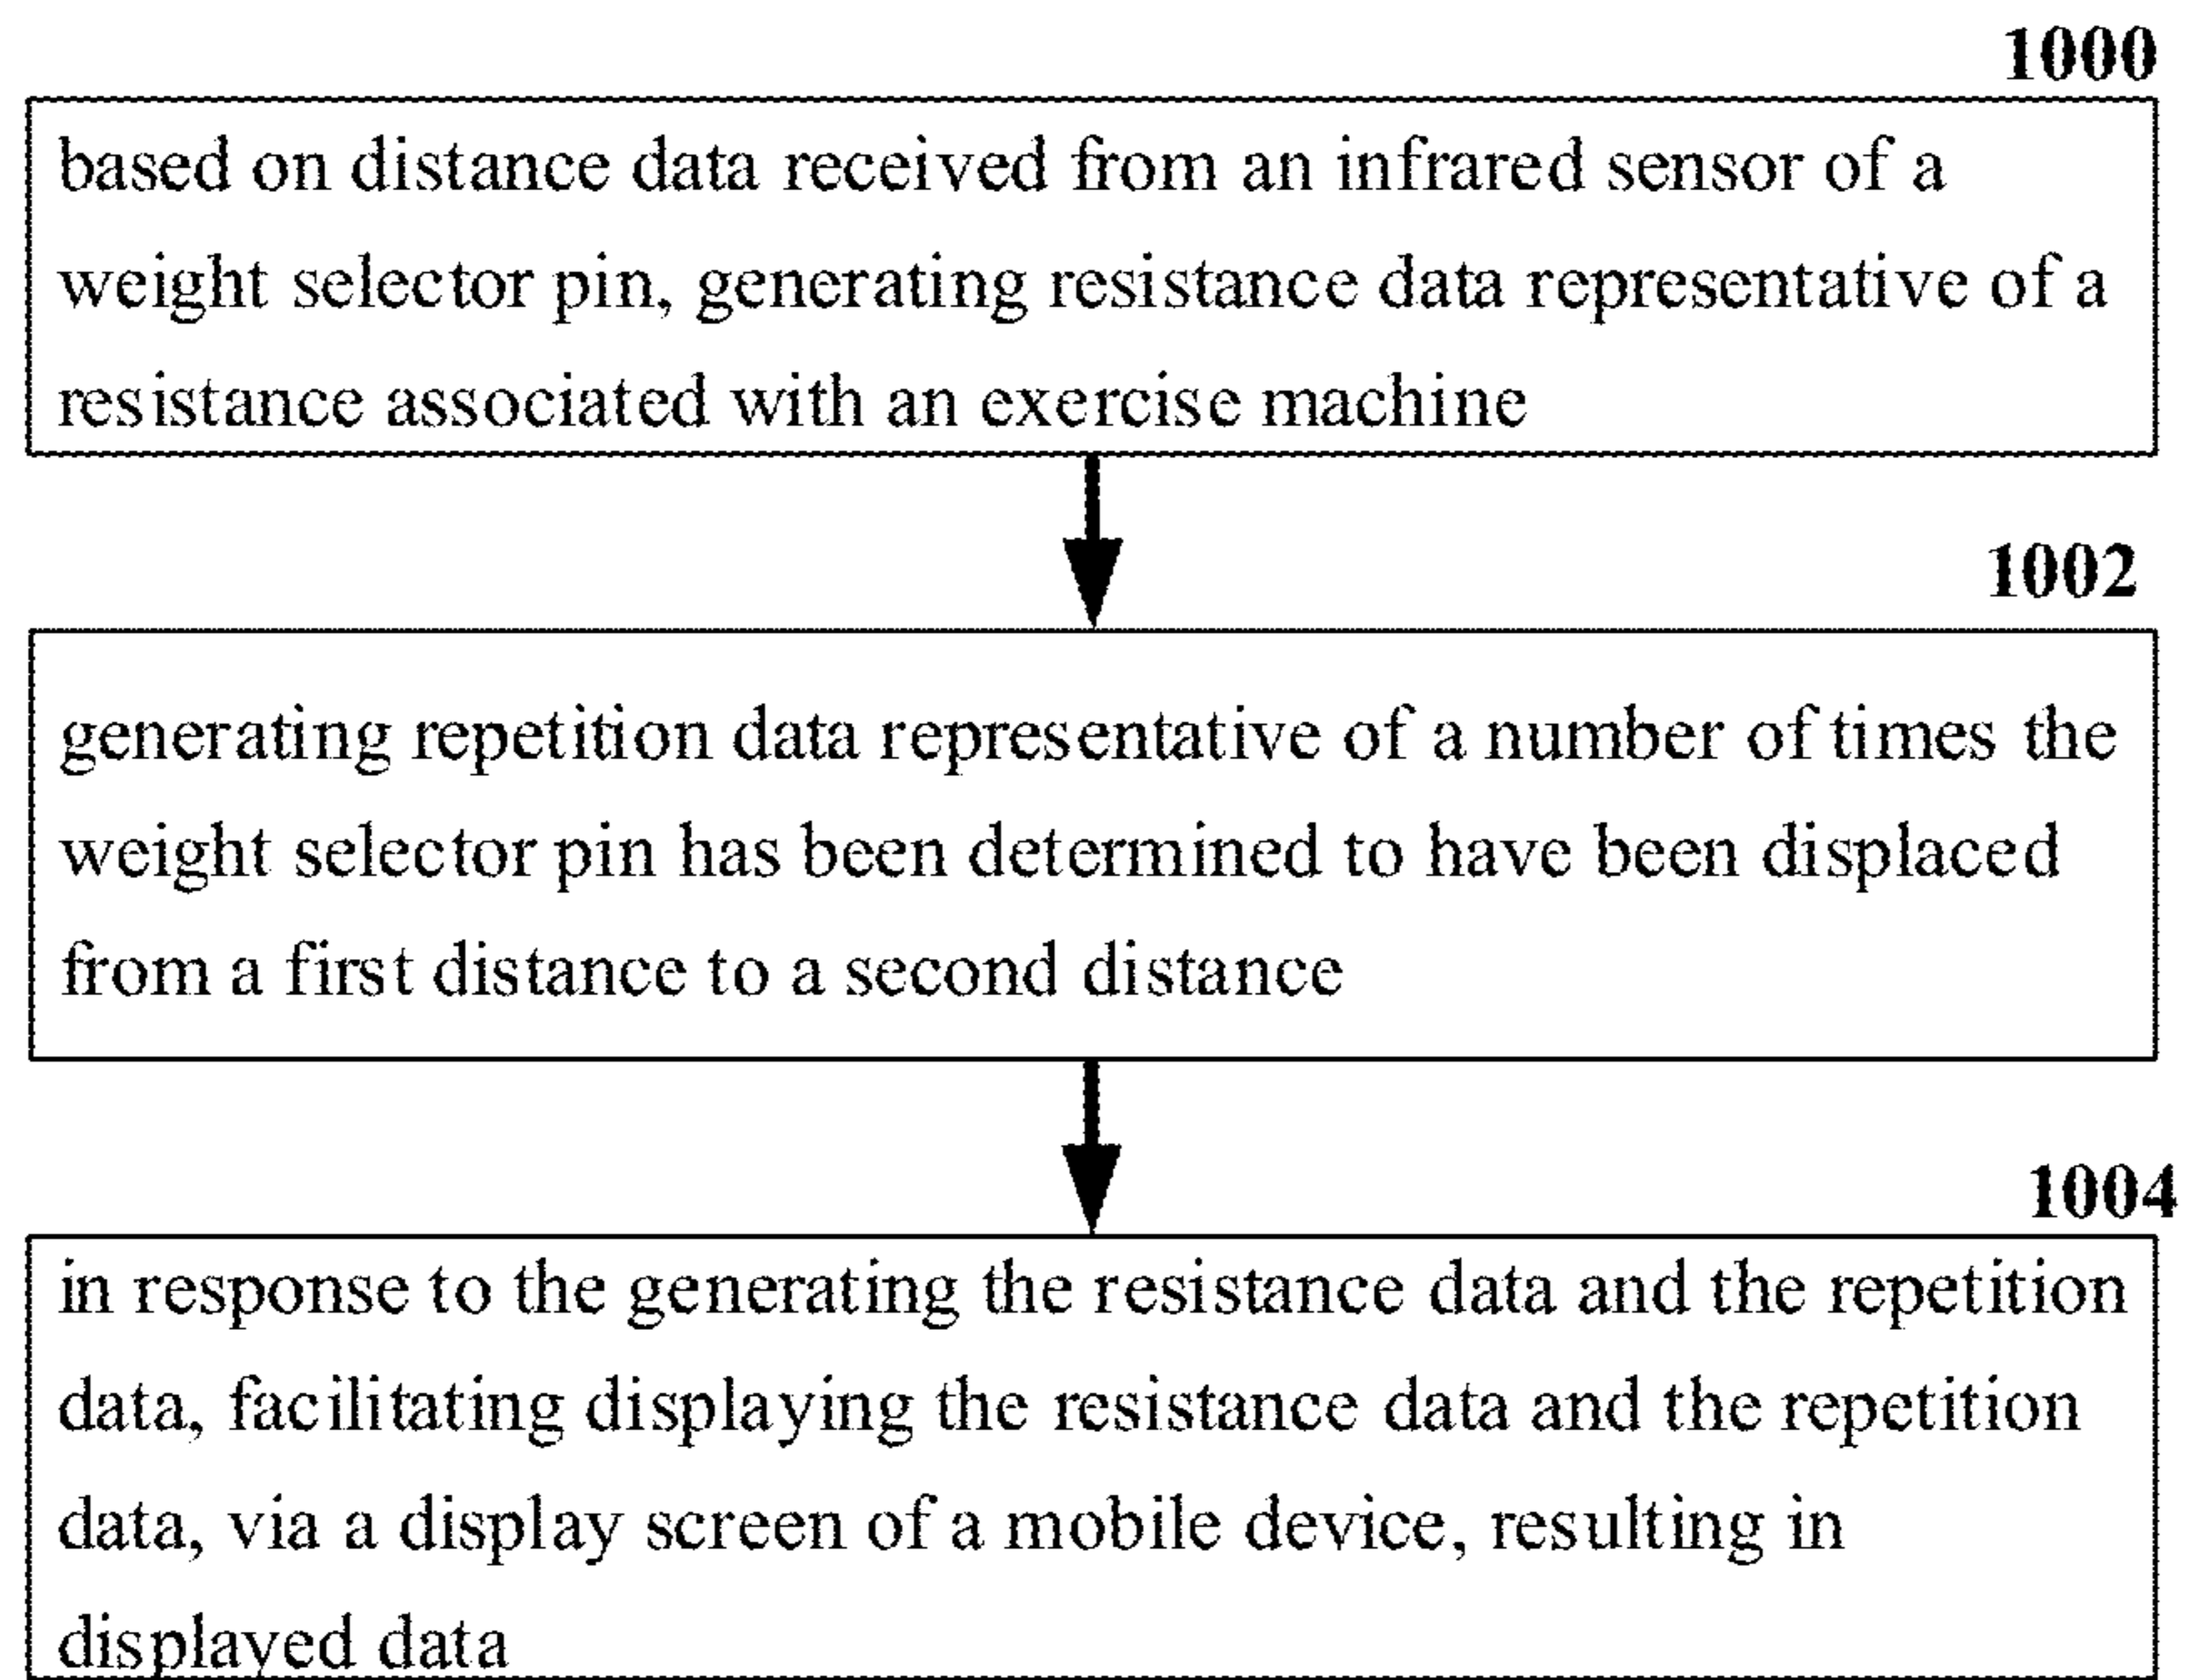 1000
based on distance data received from an infrared sensor of a
weight selector pin, generating resistance data representative of a
resistance associated with an exercise machine
1002
generating repetition data representative of a number of times the
weight selector pin has been determined to have been displaced
from a first distance to a second distance
1004
in response to the generating the resistance data and the repetition
data, facilitating displaying the resistance data and the repetition
data, via a display screen of a mobile device, resulting in
displayed data